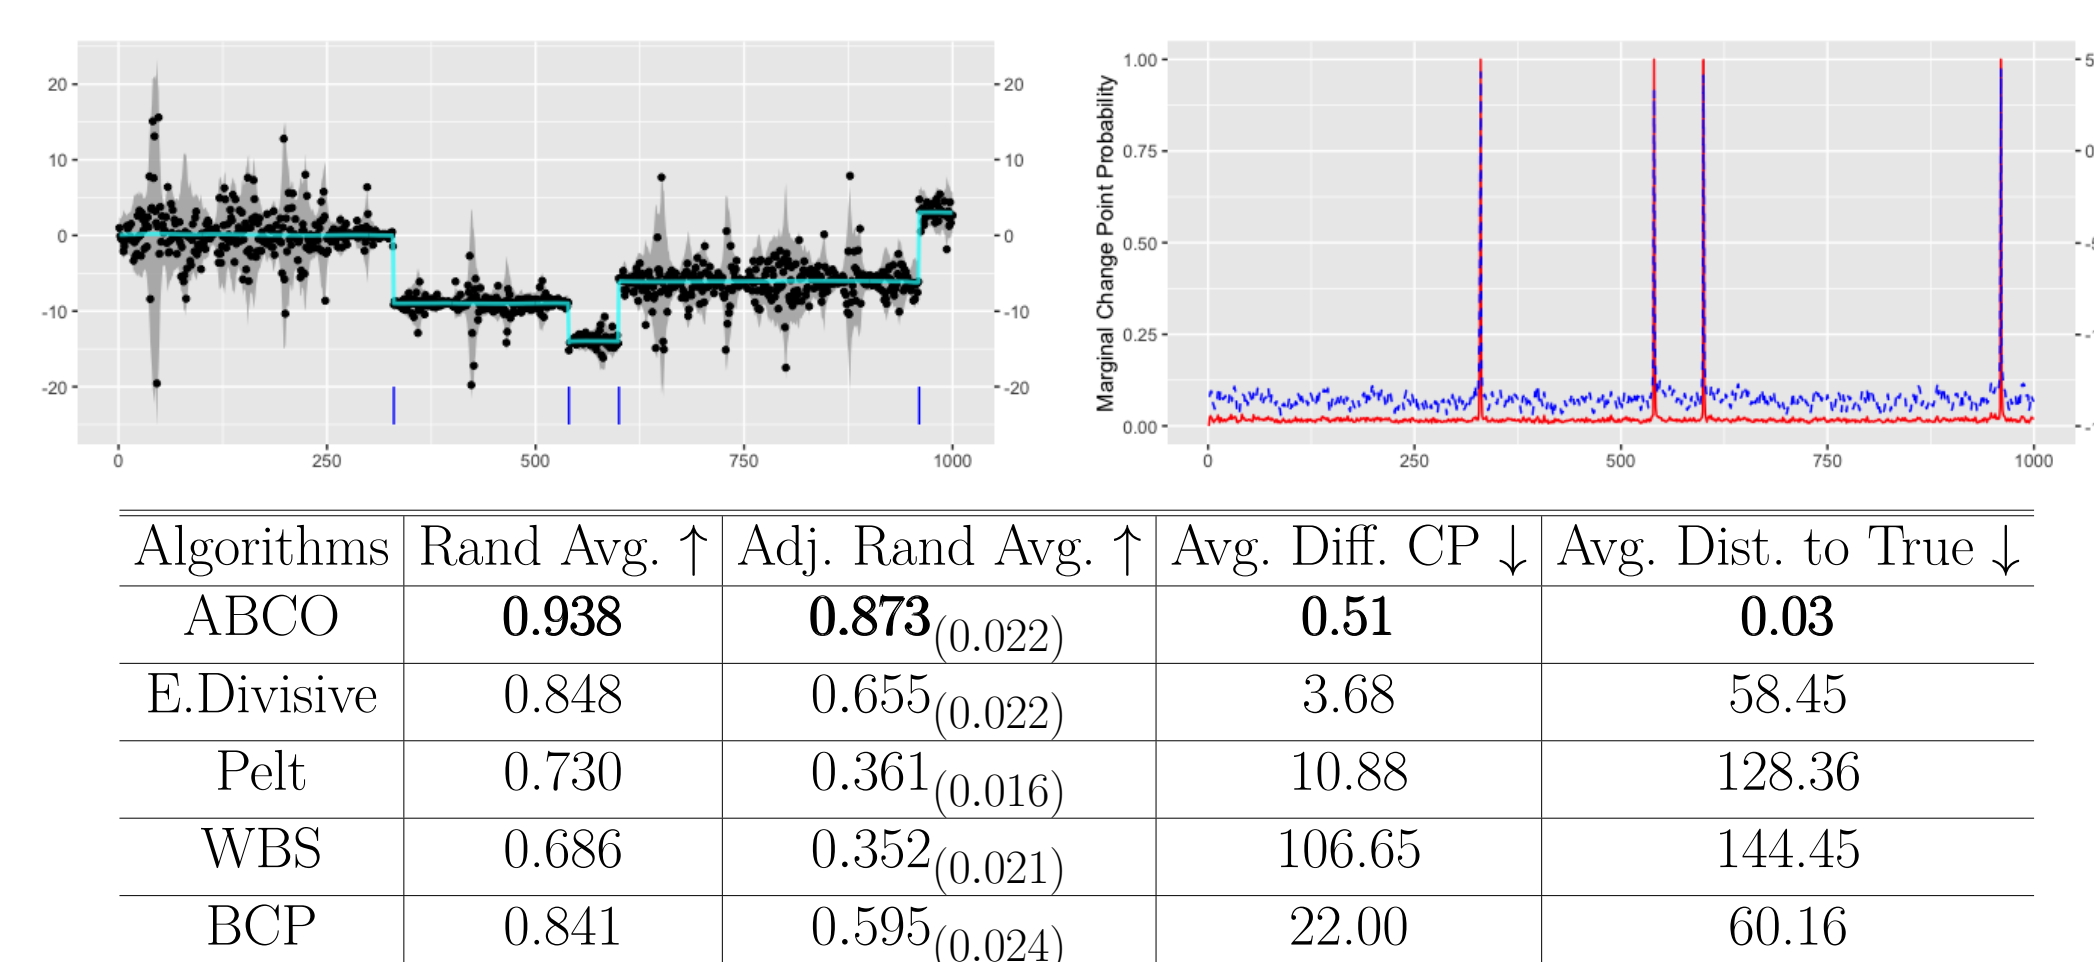 20
10
0
-10
-20
20
10
0
-10
-20
0 250 500 750 1000
Marginal Change Point Probability
1.00
0.75
0.50
0.25
0.00
5
0
0 250 500 750 1000
Algorithms Rand Avg. ↑ Adj. Rand Avg. ↑ Avg. Diff. CP ↓ Avg. Dist. to True ↓
ABCO 0.938 0.873(0.022) 0.51 0.03
E.Divisive 0.848 0.655(0.022) 3.68 58.45
Pelt 0.730 0.361(0.016) 10.88 128.36
WBS 0.686 0.352(0.021) 106.65 144.45
BCP 0.841 0.595(0.024) 22.00 60.16